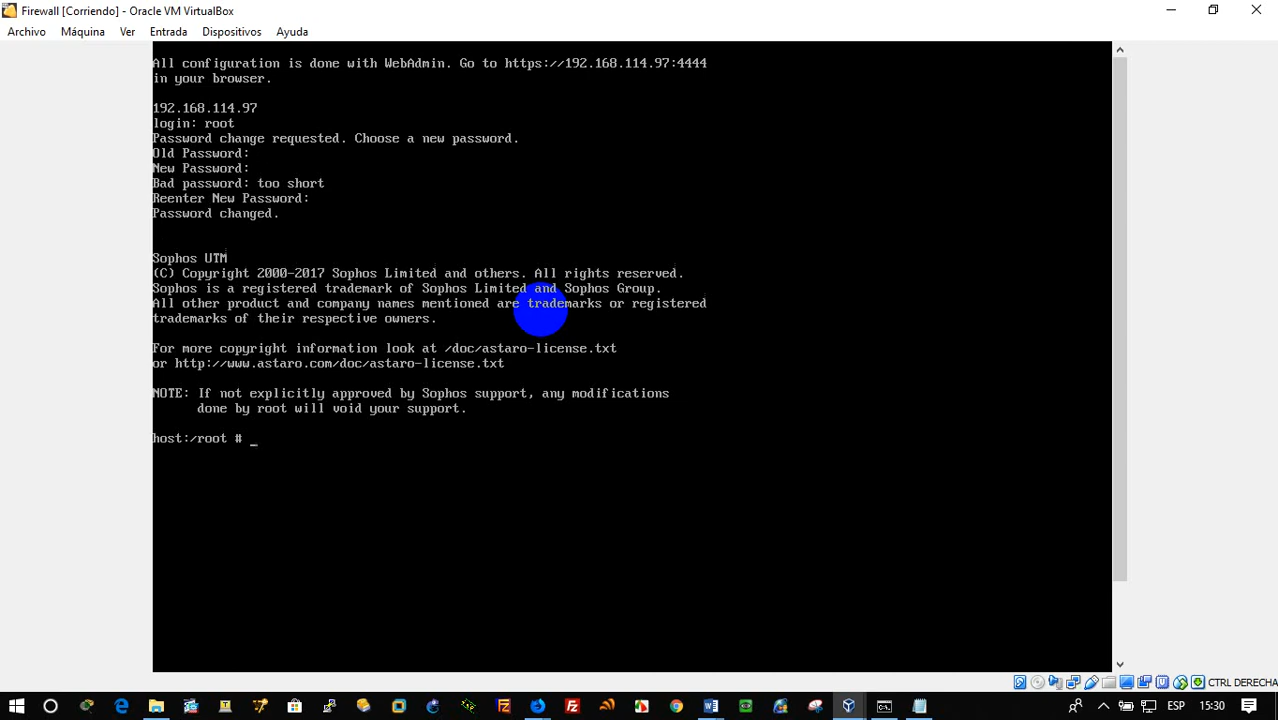 Firewall [Corriendo] - Oracle VM VirtualBox
Archivo Máquina Ver Entrada Dispositivos Ayuda
All configuration is done with WebAdmin. Go to https://192.168.114.97:4444
in your browser.
192.168.114.97
login: root
Password change requested. Choose a new password.
Old Password:
New Password:
Bad password: too short
Reenter New Password:
Password changed.
Sophos UTM
(C) Copyright 2000-2017 Sophos Limited and others. All rights reserved.
Sophos is a registered trademark of Sophos Limited and Sophos Group.
All other product and company names mentioned are trademarks or registered
trademarks of their respective owners.
For more copyright information look at /doc/astaro-license.txt
or http://www.astaro.com/doc/astaro-license.txt
NOTE: If not explicitly approved by Sophos support, any modifications
done by root will void your support.
host:/root # _
CTRL DERECHA
ESP 15:30